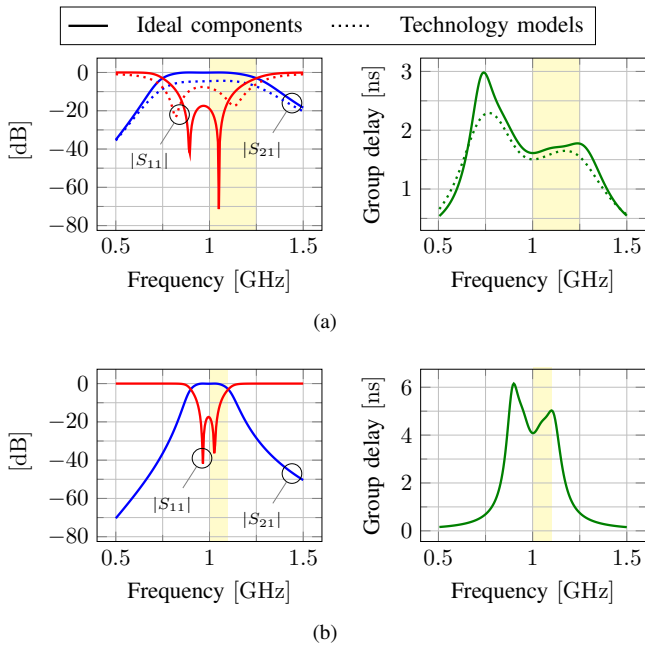 Ideal components Technology models
0
−20
−40
−60
−80
[dB]
|S11|
|S21|
0.5 1 1.5
Frequency [GHz]
3
2
1
Group delay [ns]
0.5 1 1.5
Frequency [GHz]
(a)
0
−20
−40
−60
−80
[dB]
|S11|
|S21|
0.5 1 1.5
Frequency [GHz]
6
4
2
0
Group delay [ns]
0.5 1 1.5
Frequency [GHz]
(b)